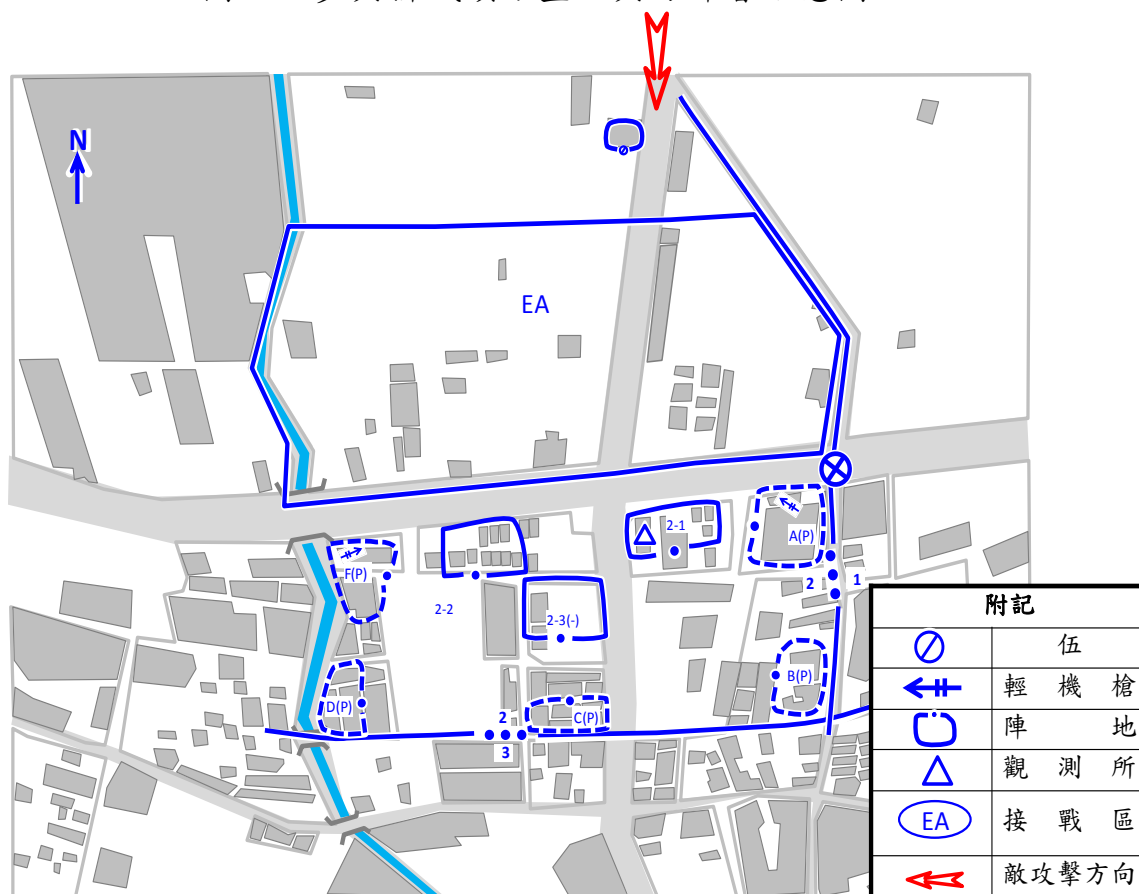 N
EA
2-1
A(P)
F(P)
2 1
2-2
2-3(-)
B(P)
D(P)
C(P)
2
3
附記
伍
輕機槍
陣地
觀測所
EA 接戰區
敵攻擊方向